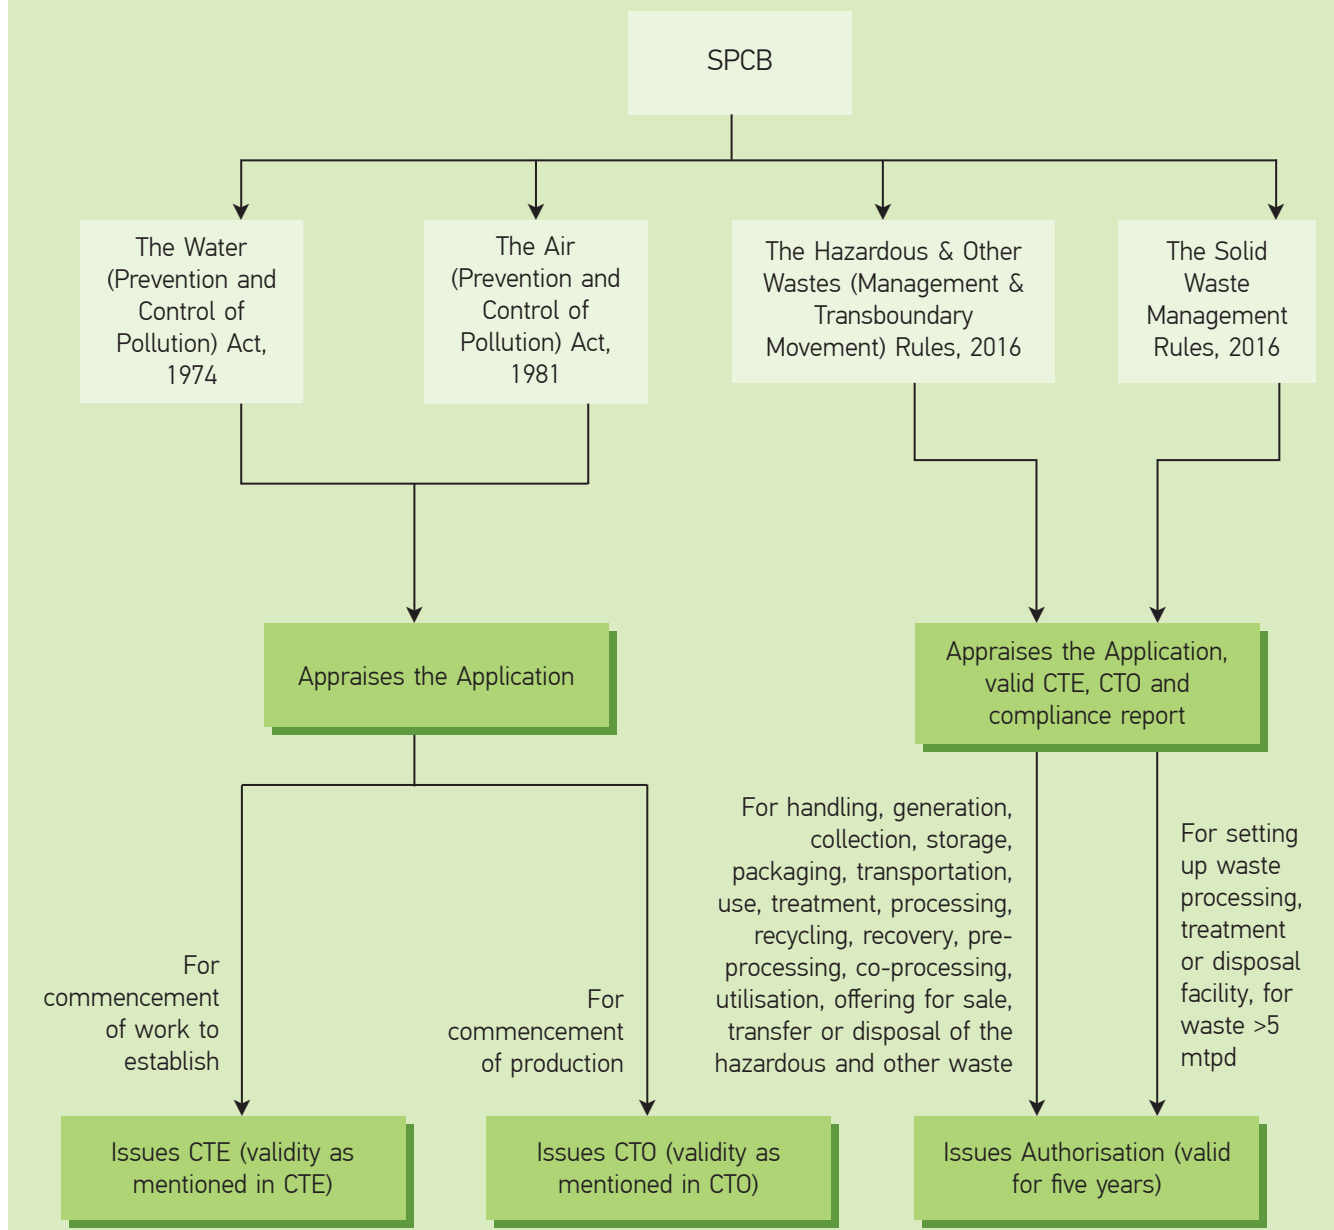 SPCB
The Water
(Prevention and
Control of
Pollution) Act,
1974
The Air
(Prevention and
Control of
Pollution) Act,
1981
The Hazardous & Other
Wastes (Management &
Transboundary
Movement) Rules, 2016
The Solid
Waste
Management
Rules, 2016
Appraises the Application
Appraises the Application,
valid CTE, CTO and
compliance report
For
commencement
of work to
establish
For
commencement
of production
For handling, generation,
collection, storage,
packaging, transportation,
use, treatment, processing,
recycling, recovery, pre-
processing, co-processing,
utilisation, offering for sale,
transfer or disposal of the
hazardous and other waste
For setting
up waste
processing,
treatment
or disposal
facility, for
waste >5
mtpd
Issues CTE (validity as
mentioned in CTE)
Issues CTO (validity as
mentioned in CTO)
Issues Authorisation (valid
for five years)